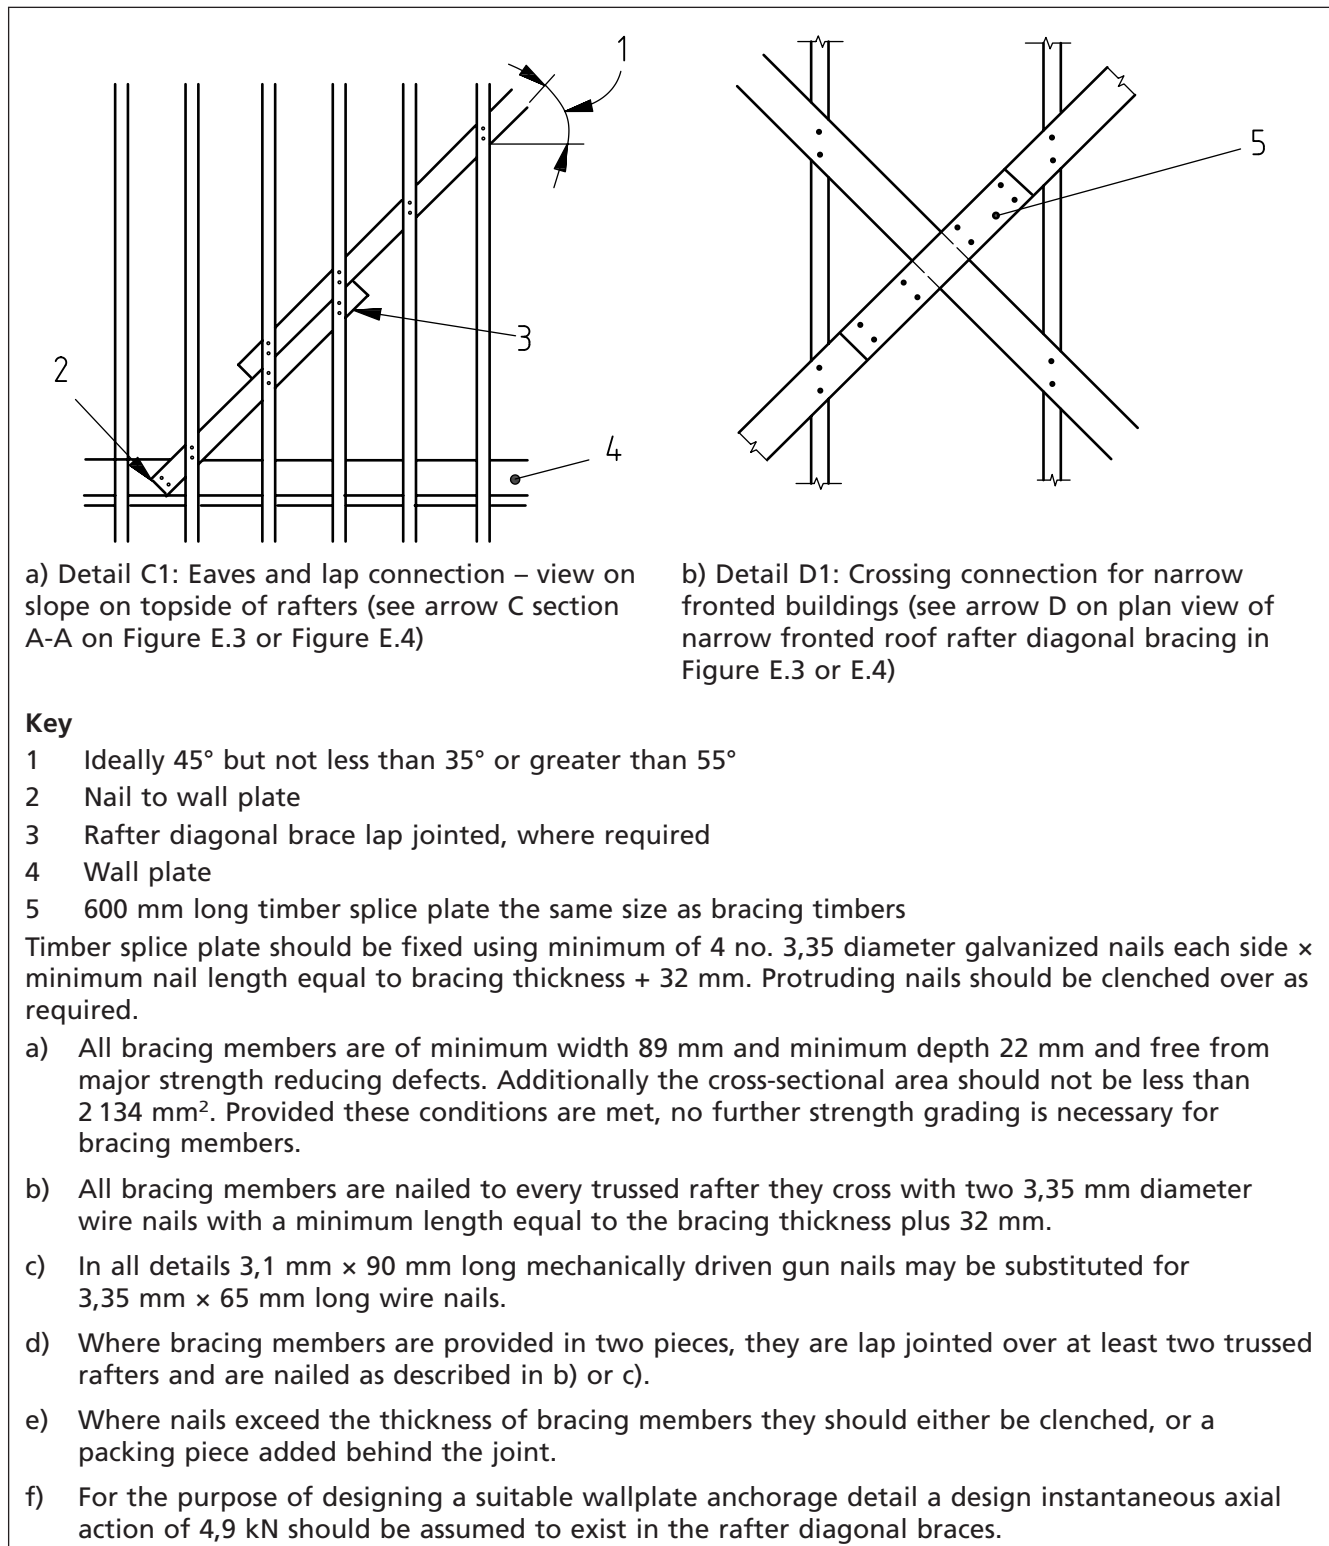 1
2
3
4
5
a) Detail C1: Eaves and lap connection – view on
slope on topside of rafters (see arrow C section
A-A on Figure E.3 or Figure E.4)
b) Detail D1: Crossing connection for narrow
fronted buildings (see arrow D on plan view of
narrow fronted roof rafter diagonal bracing in
Figure E.3 or E.4)
Key
1 Ideally 45° but not less than 35° or greater than 55°
2 Nail to wall plate
3 Rafter diagonal brace lap jointed, where required
4 Wall plate
5 600 mm long timber splice plate the same size as bracing timbers
Timber splice plate should be fixed using minimum of 4 no. 3,35 diameter galvanized nails each side ×
minimum nail length equal to bracing thickness + 32 mm. Protruding nails should be clenched over as
required.
a) All bracing members are of minimum width 89 mm and minimum depth 22 mm and free from
major strength reducing defects. Additionally the cross-sectional area should not be less than
2 134 mm². Provided these conditions are met, no further strength grading is necessary for
bracing members.
b) All bracing members are nailed to every trussed rafter they cross with two 3,35 mm diameter
wire nails with a minimum length equal to the bracing thickness plus 32 mm.
c) In all details 3,1 mm × 90 mm long mechanically driven gun nails may be substituted for
3,35 mm × 65 mm long wire nails.
d) Where bracing members are provided in two pieces, they are lap jointed over at least two trussed
rafters and are nailed as described in b) or c).
e) Where nails exceed the thickness of bracing members they should either be clenched, or a
packing piece added behind the joint.
f) For the purpose of designing a suitable wallplate anchorage detail a design instantaneous axial
action of 4,9 kN should be assumed to exist in the rafter diagonal braces.